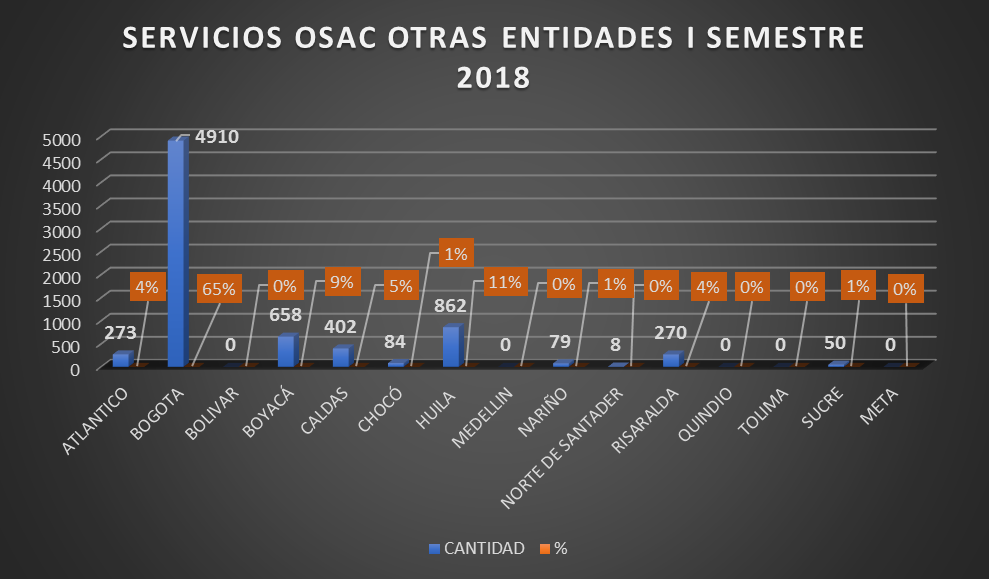 SERVICIOS OSAC OTRAS ENTIDADES I SEMESTRE
2018
5000
4500
4000
3500
3000
2500
2000
1500
1000
500
0
273
4910
0
658
402
84
862
0
79
8
270
0
0
50
0
4%
65%
0%
9%
5%
1%
11%
0%
1%
0%
4%
0%
0%
1%
0%
ATLANTICO
BOGOTA
BOLIVAR
BOYACÁ
CALDAS
CHOCÓ
HUILA
MEDELLIN
NARIÑO
NORTE DE SANTADER
RISARALDA
QUINDIO
TOLIMA
SUCRE
META
CANTIDAD
%